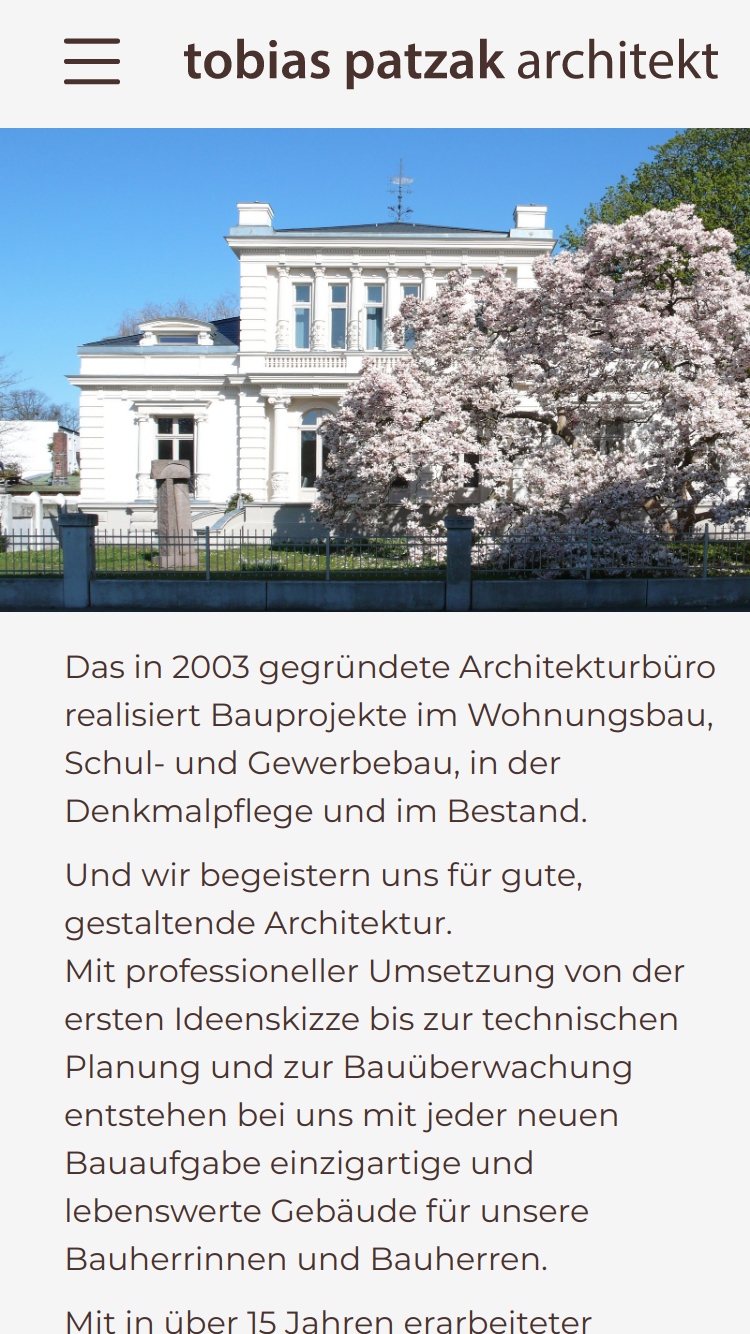 tobias patzak architekt
Das in 2003 gegründete Architekturbüro
realisiert Bauprojekte im Wohnungsbau,
Schul- und Gewerbebau, in der
Denkmalpflege und im Bestand.
Und wir begeistern uns für gute,
gestaltende Architektur.
Mit professioneller Umsetzung von der
ersten Ideenskizze bis zur technischen
Planung und zur Bauüberwachung
entstehen bei uns mit jeder neuen
Bauaufgabe einzigartige und
lebenswerte Gebäude für unsere
Bauherrinnen und Bauherren.
Mit in über 15 Jahren erarbeiteter